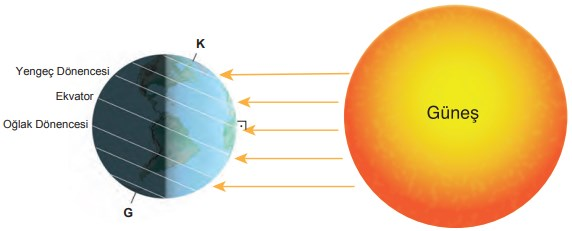 K
Yengeç Dönencesi
Ekvator
Oğlak Dönencesi
Güneş
G